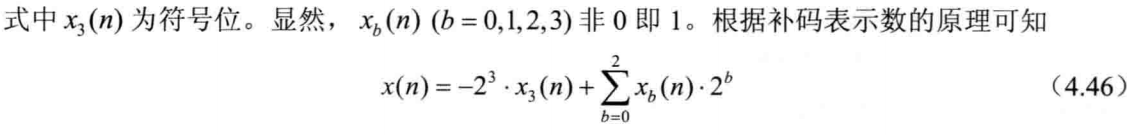 式中 x₃(n) 为符号位。显然， x_b(n) (b = 0,1,2,3) 非 0 即 1。根据补码表示数的原理可知
x(n) = −2³ · x₃(n) + ∑_{b=0}^{2} x_b(n) · 2^b （4.46）